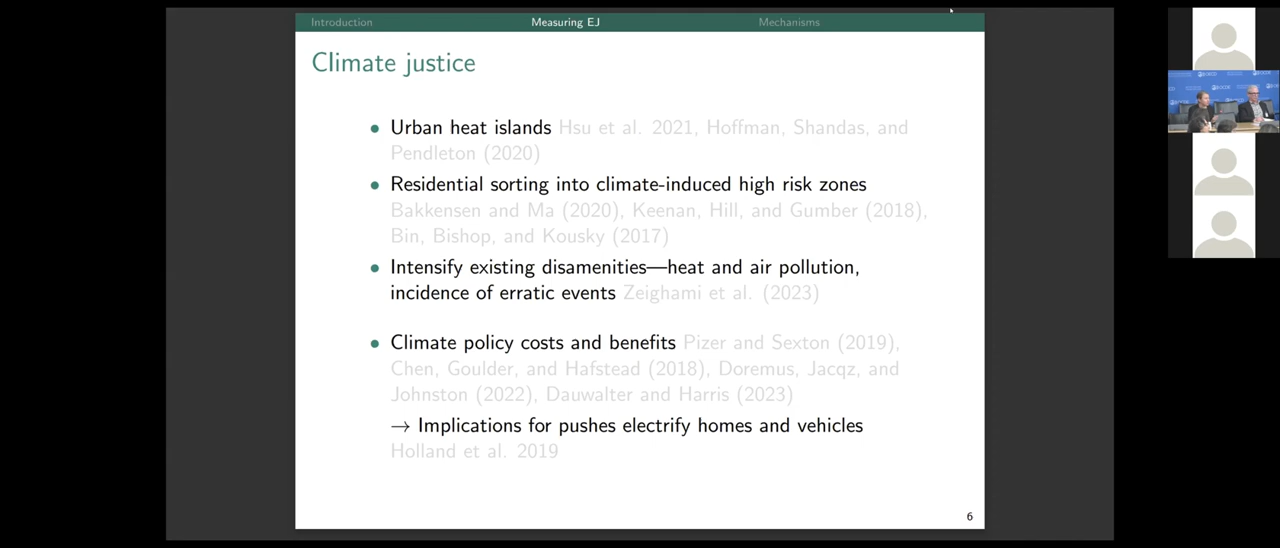 Introduction
Measuring EJ
Mechanisms
Climate justice
• Urban heat islands Hsu et al. 2021, Hoffman, Shandas, and
Pendleton (2020)
• Residential sorting into climate-induced high risk zones
Bakkensen and Ma (2020), Keenan, Hill, and Gumber (2018),
Bin, Bishop, and Kousky (2017)
• Intensify existing disamenities—heat and air pollution,
incidence of erratic events Zeighami et al. (2023)
• Climate policy costs and benefits Pizer and Sexton (2019),
Chen, Goulder, and Hafstead (2018), Doremus, Jacqz, and
Johnston (2022), Dauwalter and Harris (2023)
→ Implications for pushes electrify homes and vehicles
Holland et al. 2019
6